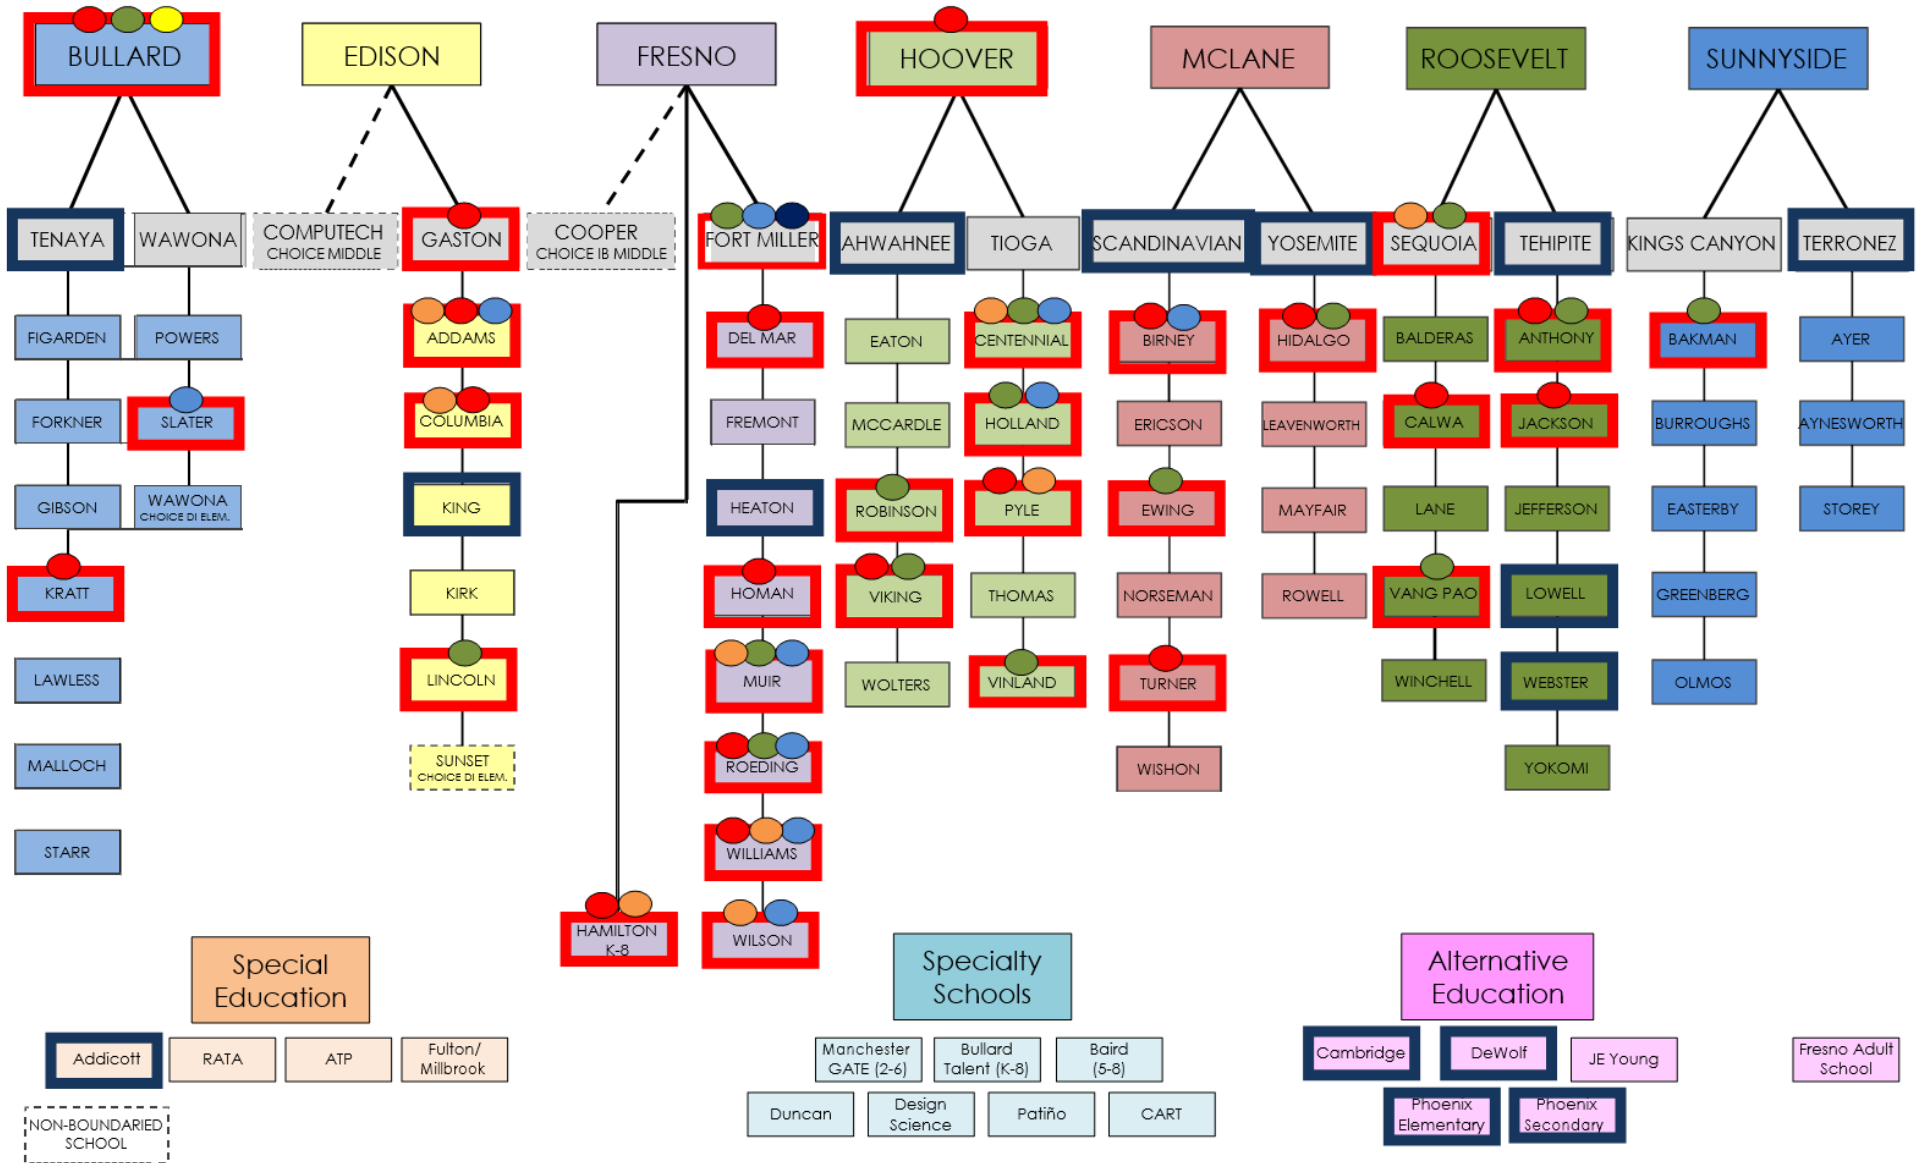 BULLARD
EDISON
FRESNO
HOOVER
MCLANE
ROOSEVELT
SUNNYSIDE
TENAYA
WAWONA
COMPUTECH
CHOICE MIDDLE
GASTON
COOPER
CHOICE IB MIDDLE
FORT MILLER
AHWAHNEE
TIOGA
SCANDINAVIAN
YOSEMITE
SEQUOIA
TEHIPITE
KINGS CANYON
TERRONEZ
FIGARDEN
POWERS
ADDAMS
DEL MAR
EATON
CENTENNIAL
BIRNEY
HIDALGO
BALDERAS
ANTHONY
BAKMAN
AYER
FORKNER
SLATER
COLUMBIA
FREMONT
MCCARDLE
HOLLAND
ERICSON
LEAVENWORTH
CALWA
JACKSON
BURROUGHS
AYNESWORTH
GIBSON
WAWONA
CHOICE DI ELEM.
KING
HEATON
ROBINSON
PYLE
EWING
MAYFAIR
LANE
JEFFERSON
EASTERBY
STOREY
KRATT
KIRK
HOMAN
VIKING
THOMAS
NORSEMAN
ROWELL
VANG PAO
LOWELL
GREENBERG
LAWLESS
LINCOLN
MUIR
WOLTERS
VINLAND
TURNER
WINCHELL
WEBSTER
OLMOS
MALLOCH
SUNSET
CHOICE DI ELEM.
ROEDING
WISHON
YOKOMI
STARR
WILLIAMS
HAMILTON
K-8
WILSON
Special
Education
Specialty
Schools
Alternative
Education
Addicott
RATA
ATP
Fulton/
Millbrook
Manchester
GATE (2-6)
Bullard
Talent (K-8)
Baird
(5-8)
Cambridge
DeWolf
JE Young
Fresno Adult
School
Duncan
Design
Science
Patiño
CART
Phoenix
Elementary
Phoenix
Secondary
NON-BOUNDARIED
SCHOOL